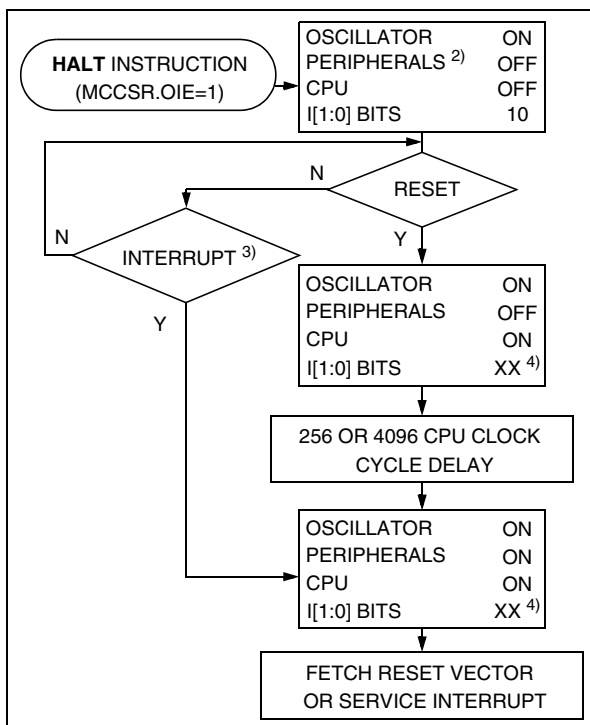 HALT INSTRUCTION
(MCCSR.OIE=1)
OSCILLATOR ON
PERIPHERALS 2) OFF
CPU OFF
I[1:0] BITS 10
N
RESET
N
INTERRUPT 3)
Y
Y
OSCILLATOR ON
PERIPHERALS OFF
CPU ON
I[1:0] BITS XX 4)
256 OR 4096 CPU CLOCK
CYCLE DELAY
OSCILLATOR ON
PERIPHERALS ON
CPU ON
I[1:0] BITS XX 4)
FETCH RESET VECTOR
OR SERVICE INTERRUPT